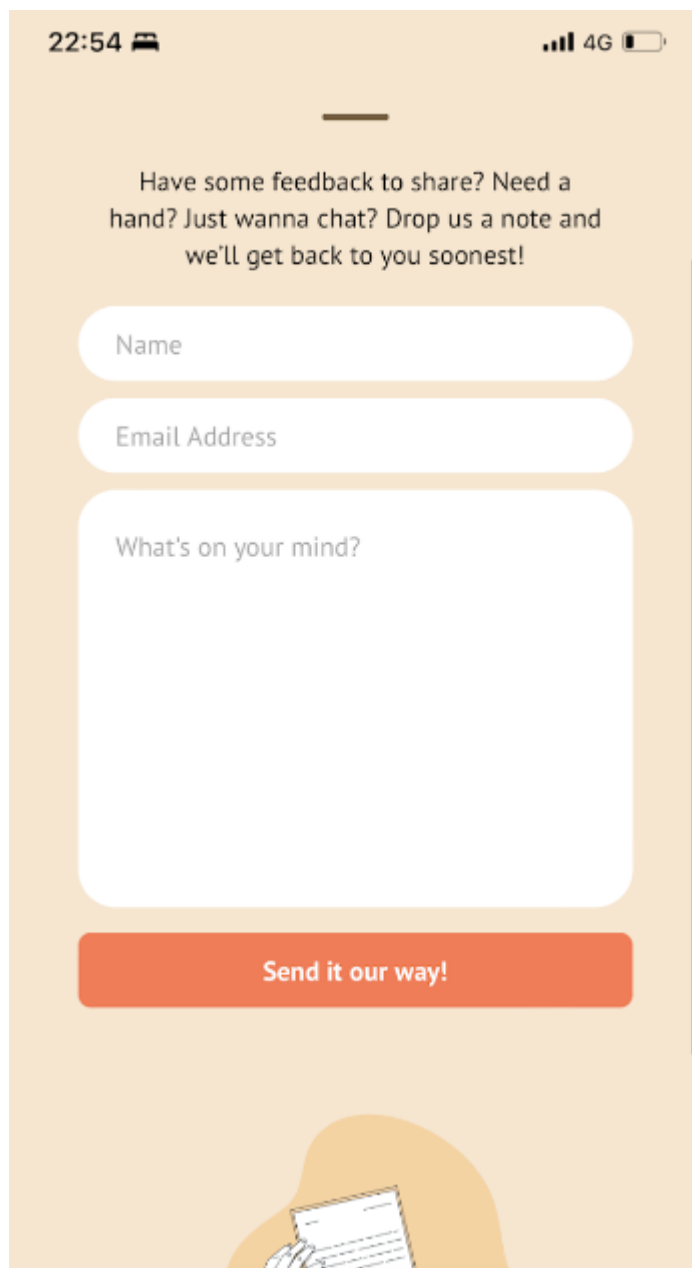 22:54 4G
Have some feedback to share? Need a
hand? Just wanna chat? Drop us a note and
we'll get back to you soonest!
Name
Email Address
What's on your mind?
Send it our way!